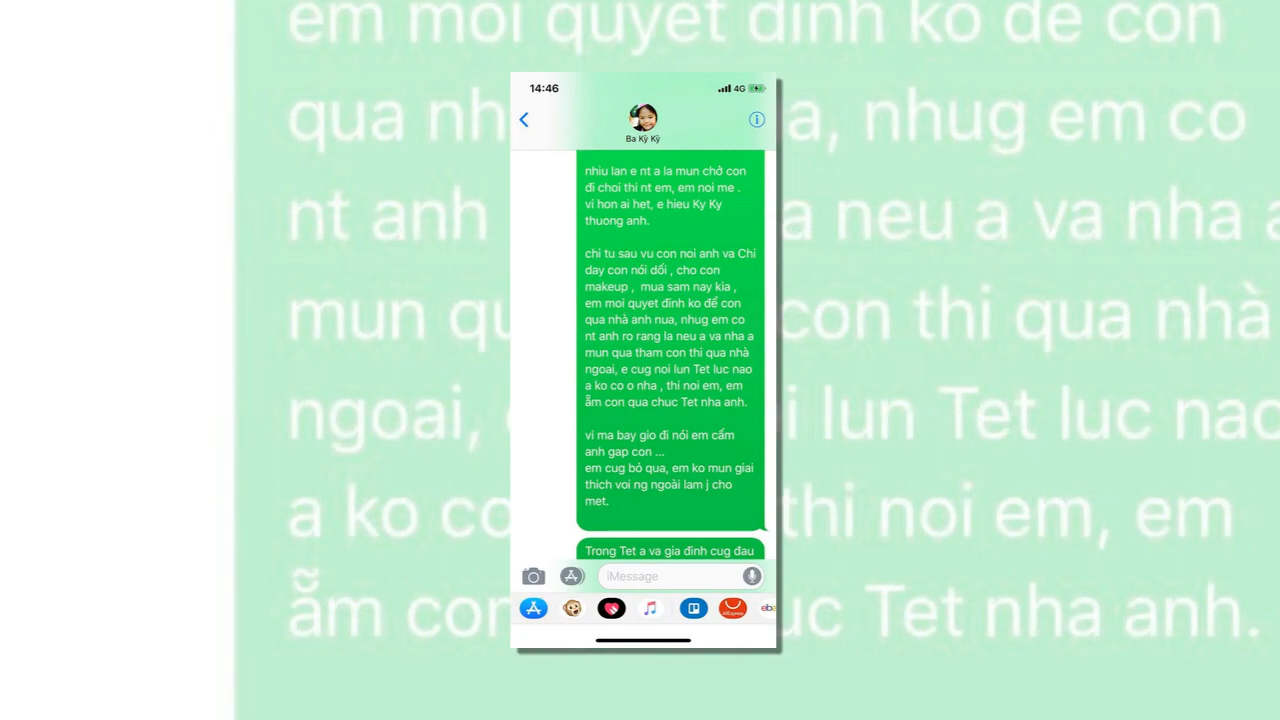 em moi quyet dinh ko de con
qua nh
a, nhug em co
nt anh
a neu a va nha a
mun qu
con thi qua nhà
ngoai,
i lun Tet luc nao
a ko co
thi noi em, em
ẵm con
uc Tet nha anh.
14:46
4G
Ba Kỳ Kỳ
nhiu lan e nt a la mun chở con
đi choi thi nt em, em noi me .
vi hon ai het, e hieu Ky Ky
thuong anh.
chi tu sau vu con noi anh va Chi
day con nói dối , cho con
makeup , mua sam nay kia ,
em moi quyet đinh ko để con
qua nhà anh nua, nhug em co
nt anh ro rang la neu a va nha a
mun qua tham con thi qua nhà
ngoai, e cug noi lun Tet luc nao
a ko co o nha , thi noi em, em
ẵm con qua chuc Tet nha anh.
vi ma bay gio đi nói em cấm
anh gap con ...
em cug bỏ qua, em ko mun giai
thich voi ng ngoài lam j cho
met.
Trong Tet a va gia đình cug đau
iMessage
AliExpress
eba